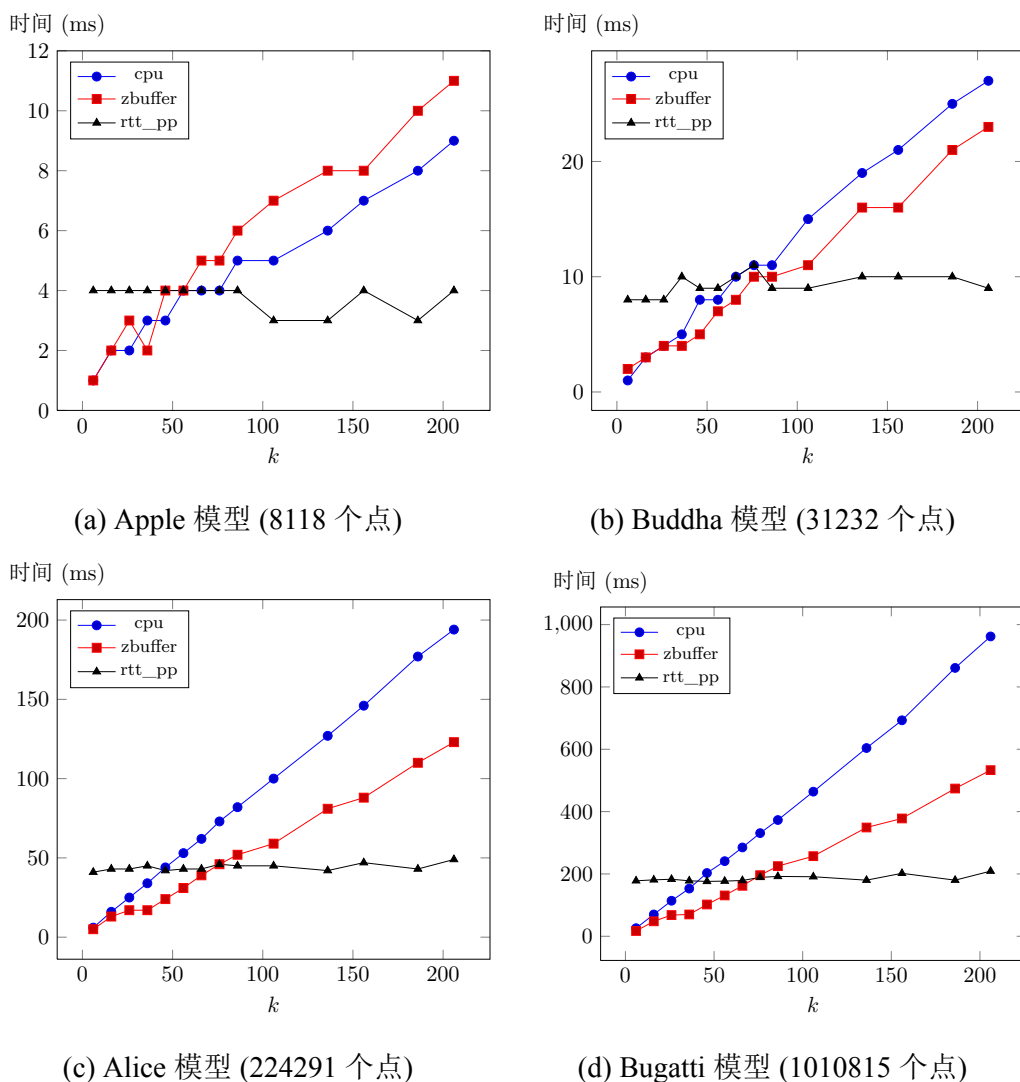 时间 (ms)
12
10
8
6
4
2
0
cpu
zbuffer
rtt_pp
0 50 100 150 200
k
(a) Apple 模型 (8118 个点)
时间 (ms)
20
10
0
cpu
zbuffer
rtt_pp
0 50 100 150 200
k
(b) Buddha 模型 (31232 个点)
时间 (ms)
200
150
100
50
0
cpu
zbuffer
rtt_pp
0 50 100 150 200
k
(c) Alice 模型 (224291 个点)
时间 (ms)
1,000
800
600
400
200
0
cpu
zbuffer
rtt_pp
0 50 100 150 200
k
(d) Bugatti 模型 (1010815 个点)